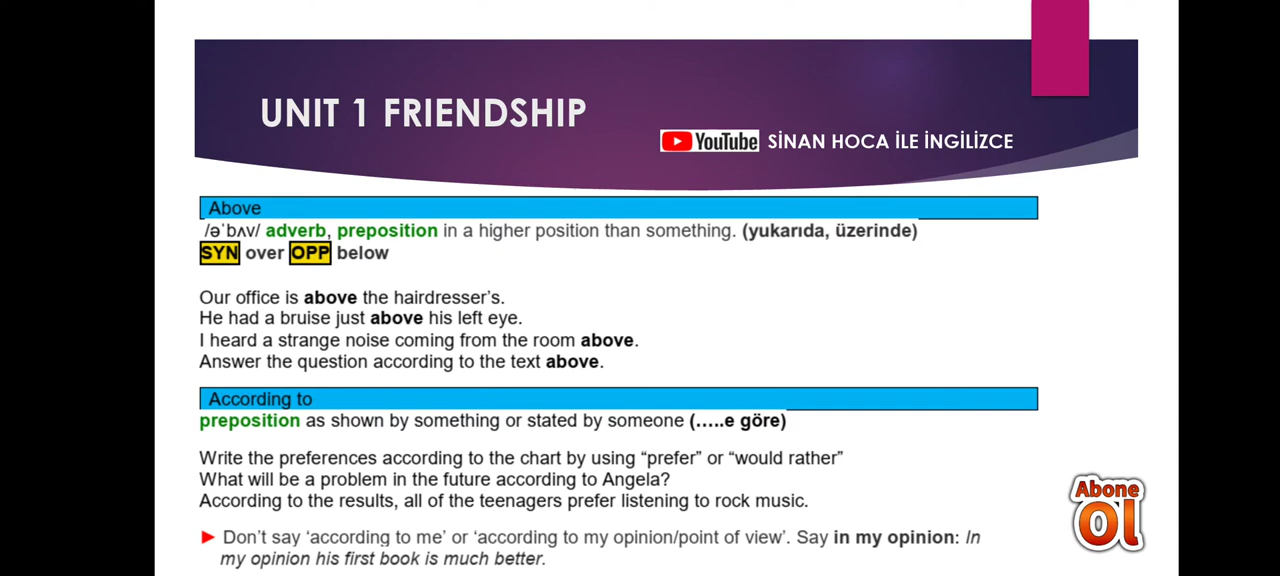 UNIT 1 FRIENDSHIP
YouTube SİNAN HOCA İLE İNGİLİZCE
Above
/əˈbʌv/ adverb, preposition in a higher position than something. (yukarıda, üzerinde)
SYN over OPP below
Our office is above the hairdresser’s.
He had a bruise just above his left eye.
I heard a strange noise coming from the room above.
Answer the question according to the text above.
According to
preposition as shown by something or stated by someone (…..e göre)
Write the preferences according to the chart by using “prefer” or “would rather”
What will be a problem in the future according to Angela?
According to the results, all of the teenagers prefer listening to rock music.
► Don’t say ‘according to me’ or ‘according to my opinion/point of view’. Say in my opinion: In
my opinion his first book is much better.
Abone
ol